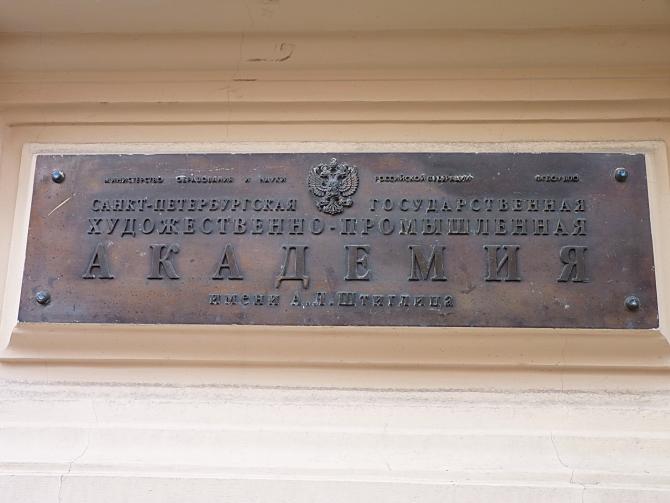 МИНИСТЕРСТВО ОБРАЗОВАНИЯ И НАУКИ РОССИЙСКОЙ ФЕДЕРАЦИИ
САНКТ-ПЕТЕРБУРГСКАЯ ГОСУДАРСТВЕННАЯ
ХУДОЖЕСТВЕННО-ПРОМЫШЛЕННАЯ
АКАДЕМИЯ
имени А.Л.Штиглица